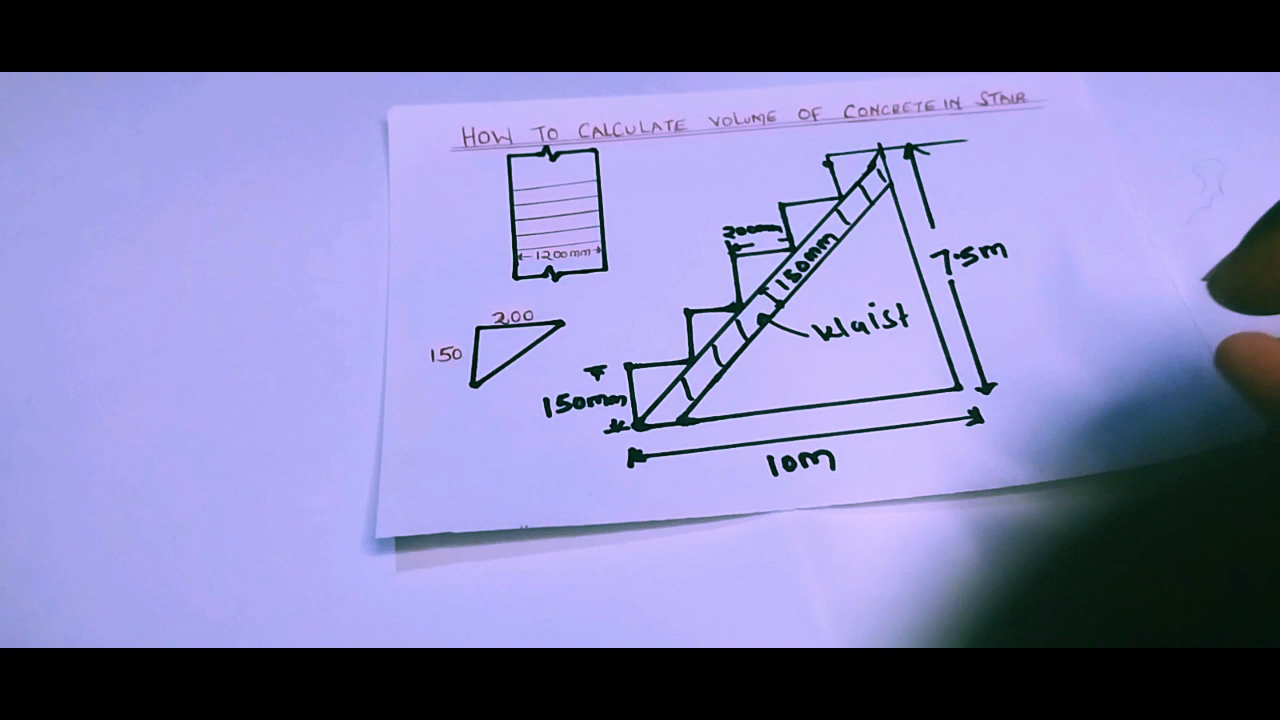 HOW TO CALCULATE VOLUME OF CONCRETE IN STAIR
1200mm
200mm
150mm
7.5m
Waist
200
150
150mm
10m